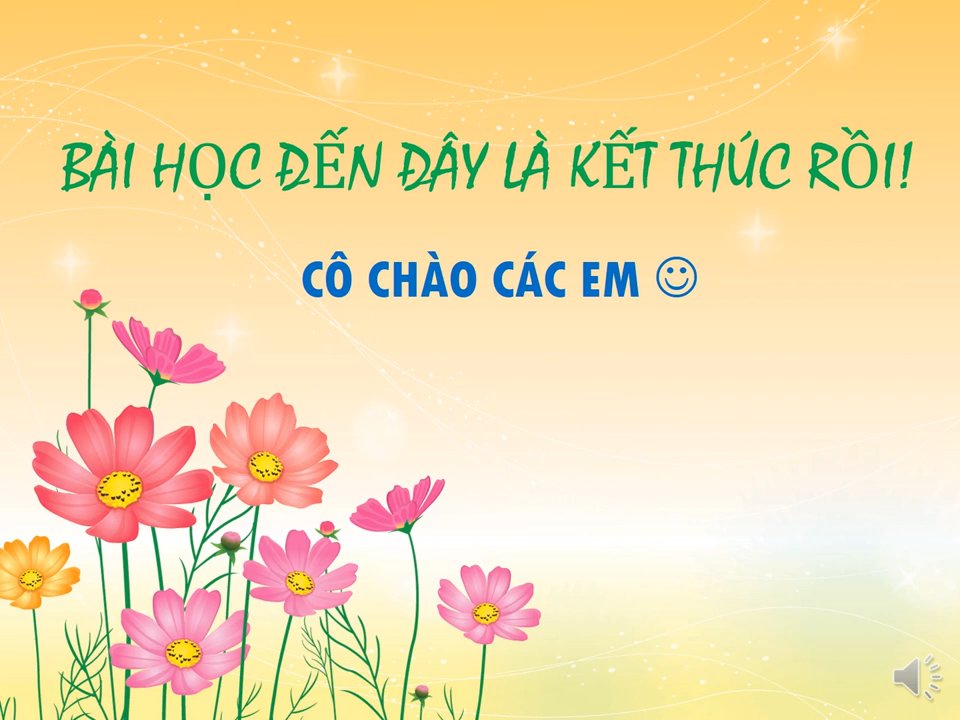 BÀI HỌC ĐẾN ĐÂY LÀ KẾT THÚC RỒI!
CÔ CHÀO CÁC EM ☺